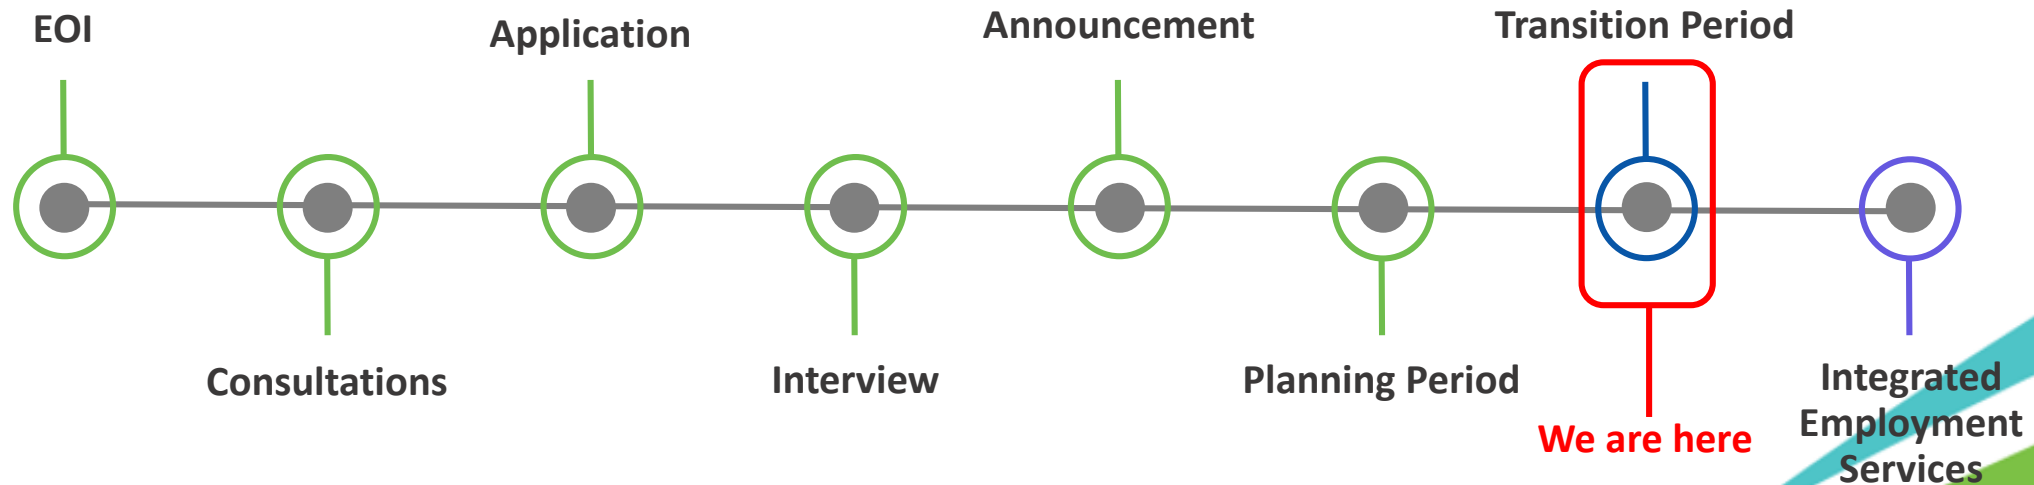 EOI
Consultations
Application
Interview
Announcement
Planning Period
Transition Period
We are here
Integrated
Employment
Services